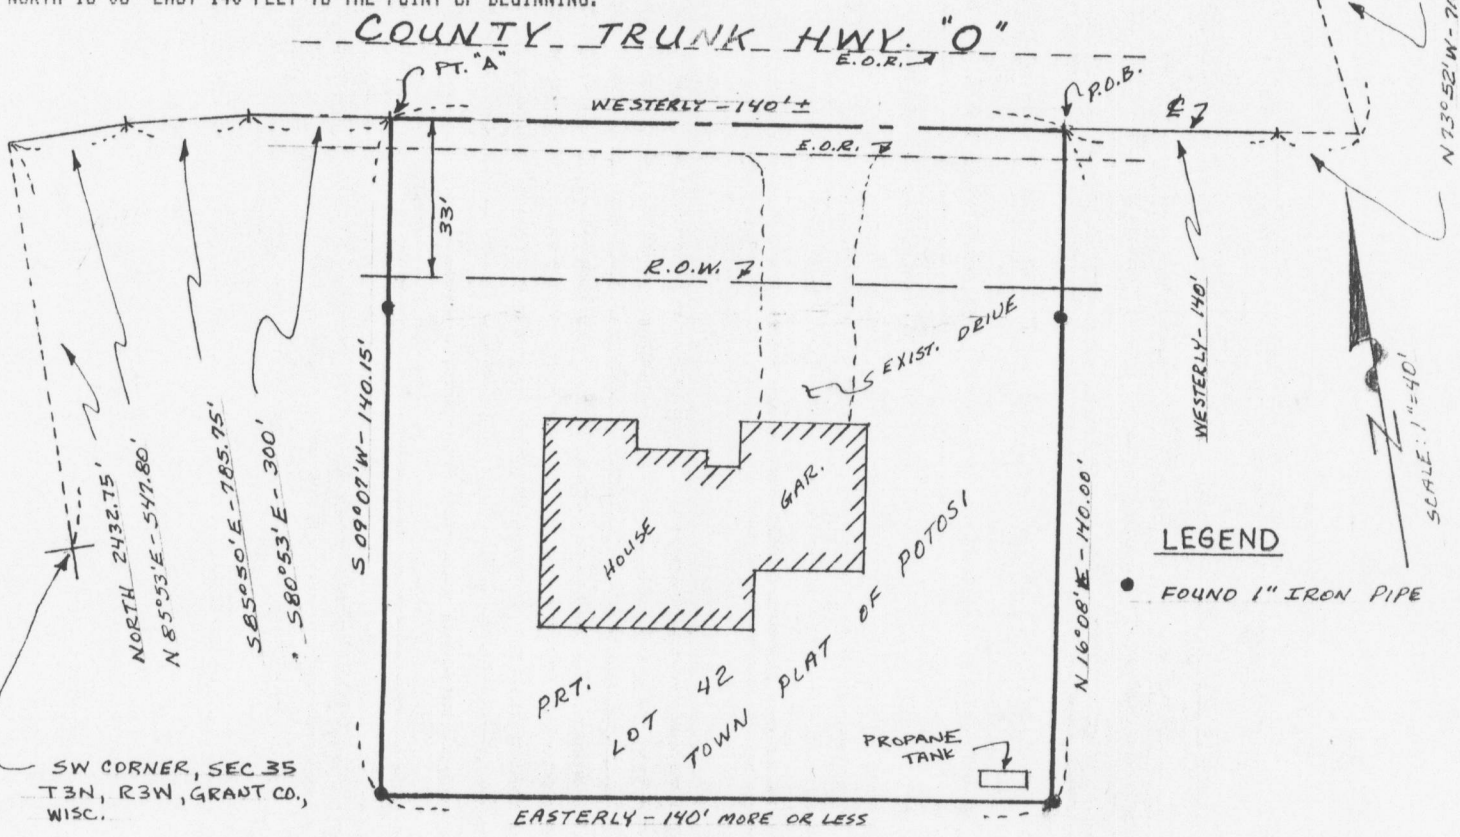 NORTH 16°08' EAST 140 FEET TO THE POINT OF BEGINNING.
COUNTY TRUNK HWY. "O"
E.O.R.
PT. "A"
P.O.B.
WESTERLY - 140' ±
E.O.R.
33'
R.O.W.
EXIST. DRIVE
S 09°07' W - 140.15'
N 16°08' E - 140.00'
HOUSE
GAR.
PRT.
LOT 42
TOWN PLAT OF POTOSI
PROPANE
TANK
EASTERLY - 140' MORE OR LESS
NORTH 2432.75'
N 85°53' E - 547.80'
S 85°50' E - 785.75'
S 80°53' E - 300'
SW CORNER, SEC 35
T3N, R3W, GRANT CO.,
WISC.
WESTERLY - 140'
N 73°52' W - 71
SCALE: 1" = 40'
LEGEND
FOUND 1" IRON PIPE